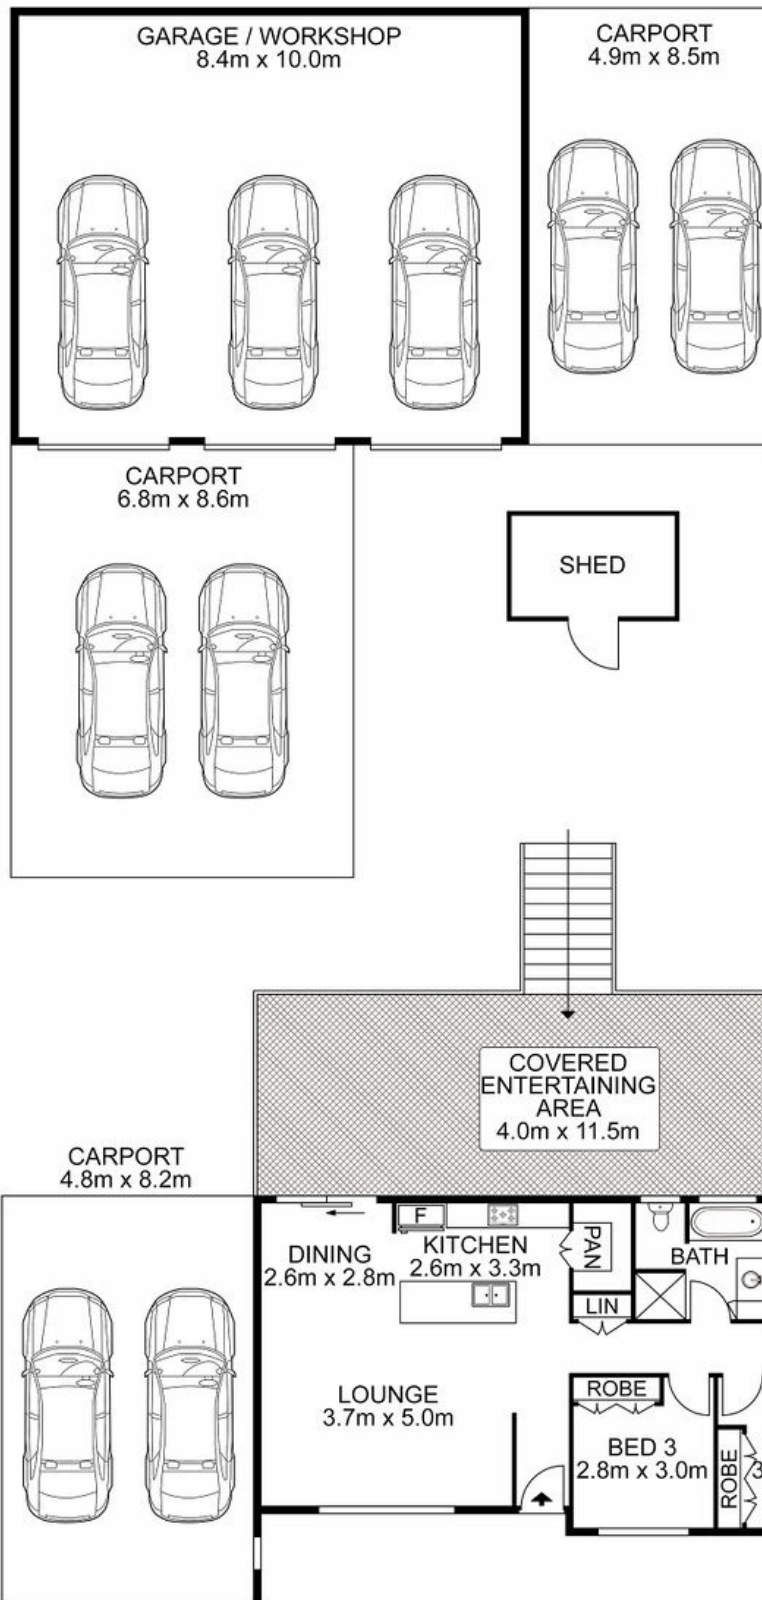 GARAGE / WORKSHOP
8.4m x 10.0m
CARPORT
4.9m x 8.5m
CARPORT
6.8m x 8.6m
SHED
COVERED
ENTERTAINING
AREA
4.0m x 11.5m
CARPORT
4.8m x 8.2m
F
DINING
2.6m x 2.8m
KITCHEN
2.6m x 3.3m
PAN
BATH
LIN
LOUNGE
3.7m x 5.0m
ROBE
BED 3
2.8m x 3.0m
ROBE
3